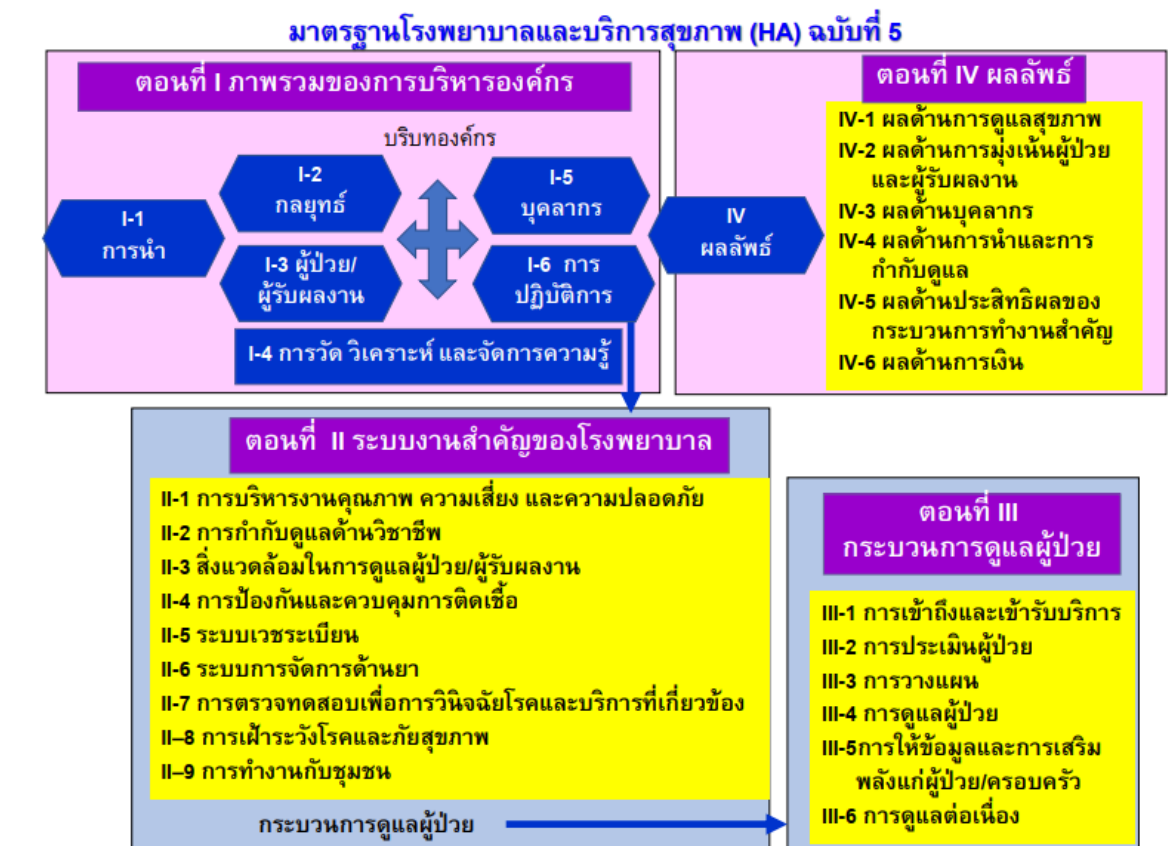 มาตรฐานโรงพยาบาลและบริการสุขภาพ (HA) ฉบับที่ 5
ตอนที่ I ภาพรวมของการบริหารองค์กร
บริบทองค์กร
I-1
การนำ
I-2
กลยุทธ์
I-3 ผู้ป่วย/
ผู้รับผลงาน
I-5
บุคลากร
I-6 การ
ปฏิบัติการ
I-4 การวัด วิเคราะห์ และจัดการความรู้
IV
ผลลัพธ์
ตอนที่ IV ผลลัพธ์
IV-1 ผลด้านการดูแลสุขภาพ
IV-2 ผลด้านการมุ่งเน้นผู้ป่วย
และผู้รับผลงาน
IV-3 ผลด้านบุคลากร
IV-4 ผลด้านการนำและการ
กำกับดูแล
IV-5 ผลด้านประสิทธิผลของ
กระบวนการทำงานสำคัญ
IV-6 ผลด้านการเงิน
ตอนที่ II ระบบงานสำคัญของโรงพยาบาล
II-1 การบริหารงานคุณภาพ ความเสี่ยง และความปลอดภัย
II-2 การกำกับดูแลด้านวิชาชีพ
II-3 สิ่งแวดล้อมในการดูแลผู้ป่วย/ผู้รับผลงาน
II-4 การป้องกันและควบคุมการติดเชื้อ
II-5 ระบบเวชระเบียน
II-6 ระบบการจัดการด้านยา
II-7 การตรวจทดสอบเพื่อการวินิจฉัยโรคและบริการที่เกี่ยวข้อง
II–8 การเฝ้าระวังโรคและภัยสุขภาพ
II–9 การทำงานกับชุมชน
กระบวนการดูแลผู้ป่วย
ตอนที่ III
กระบวนการดูแลผู้ป่วย
III-1 การเข้าถึงและเข้ารับบริการ
III-2 การประเมินผู้ป่วย
III-3 การวางแผน
III-4 การดูแลผู้ป่วย
III-5การให้ข้อมูลและการเสริม
พลังแก่ผู้ป่วย/ครอบครัว
III-6 การดูแลต่อเนื่อง